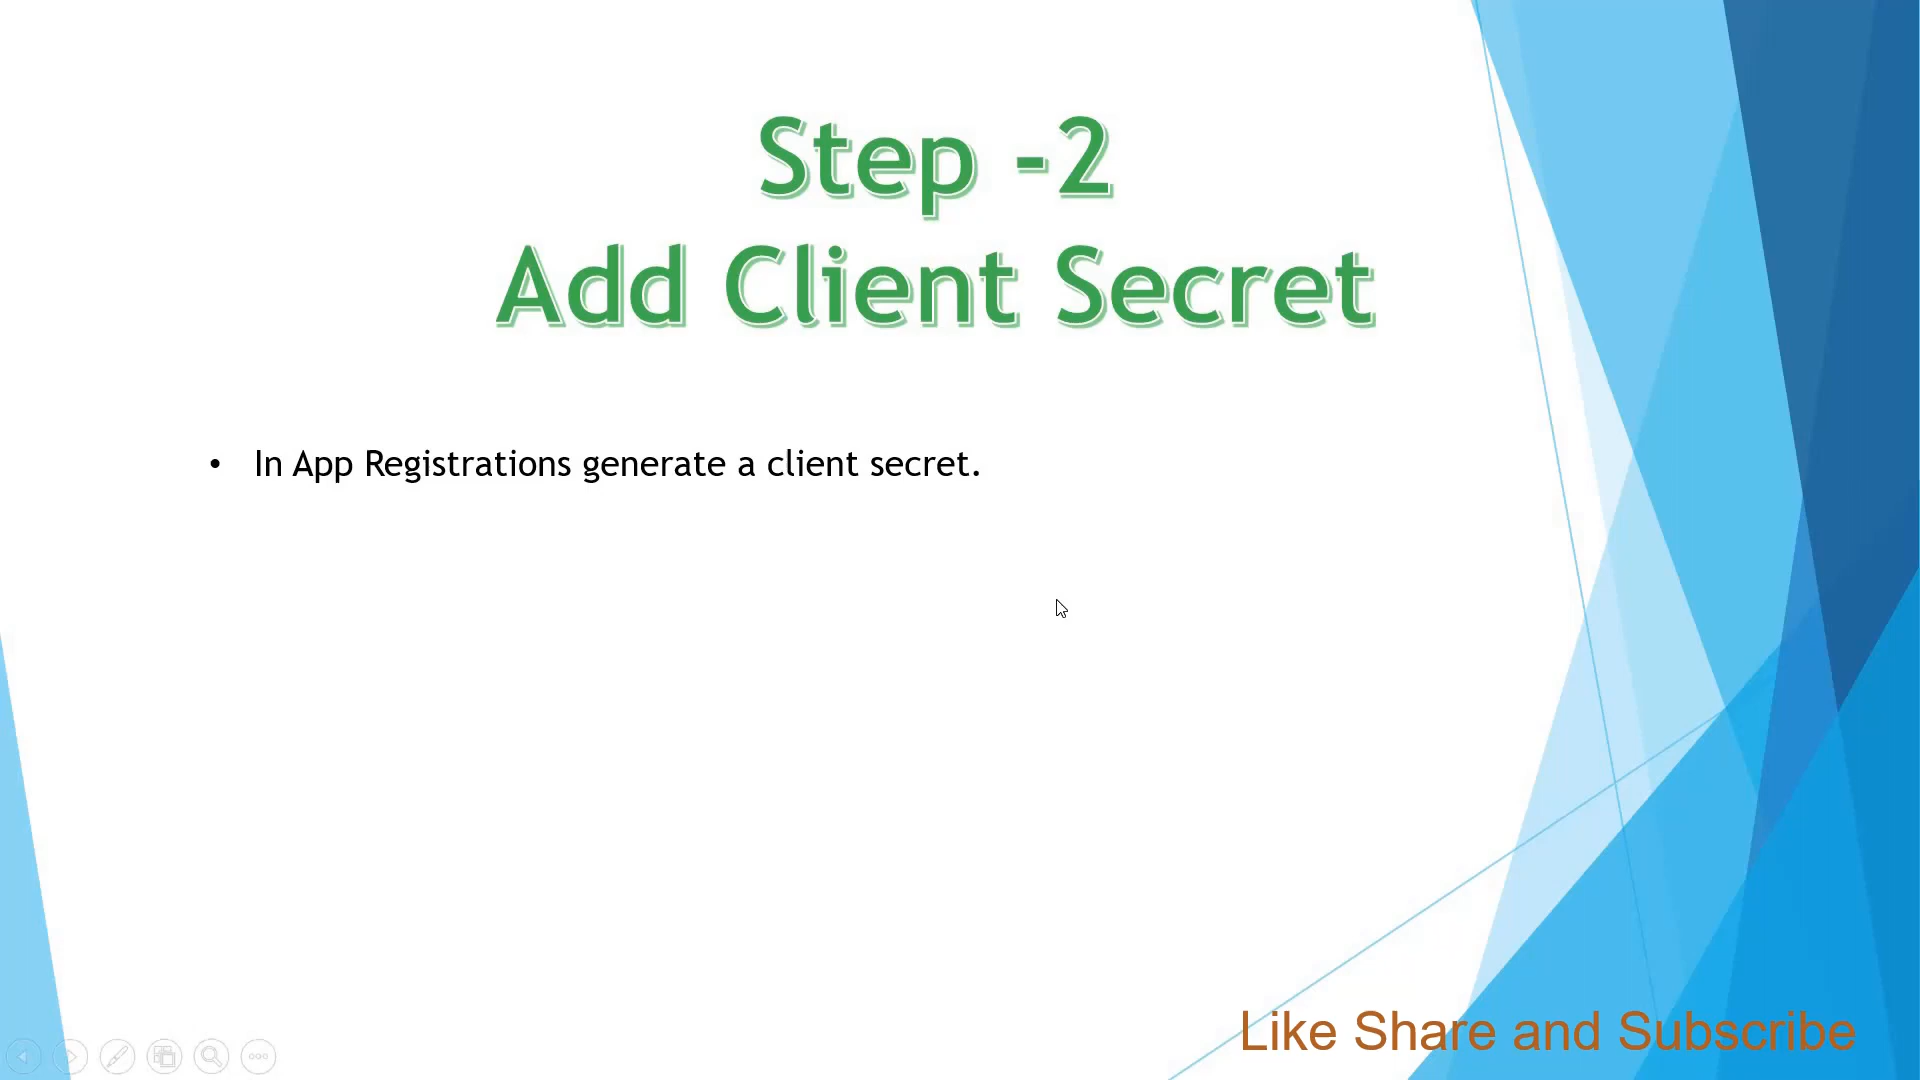 Step -2
Add Client Secret
• In App Registrations generate a client secret.
Like Share and Subscribe